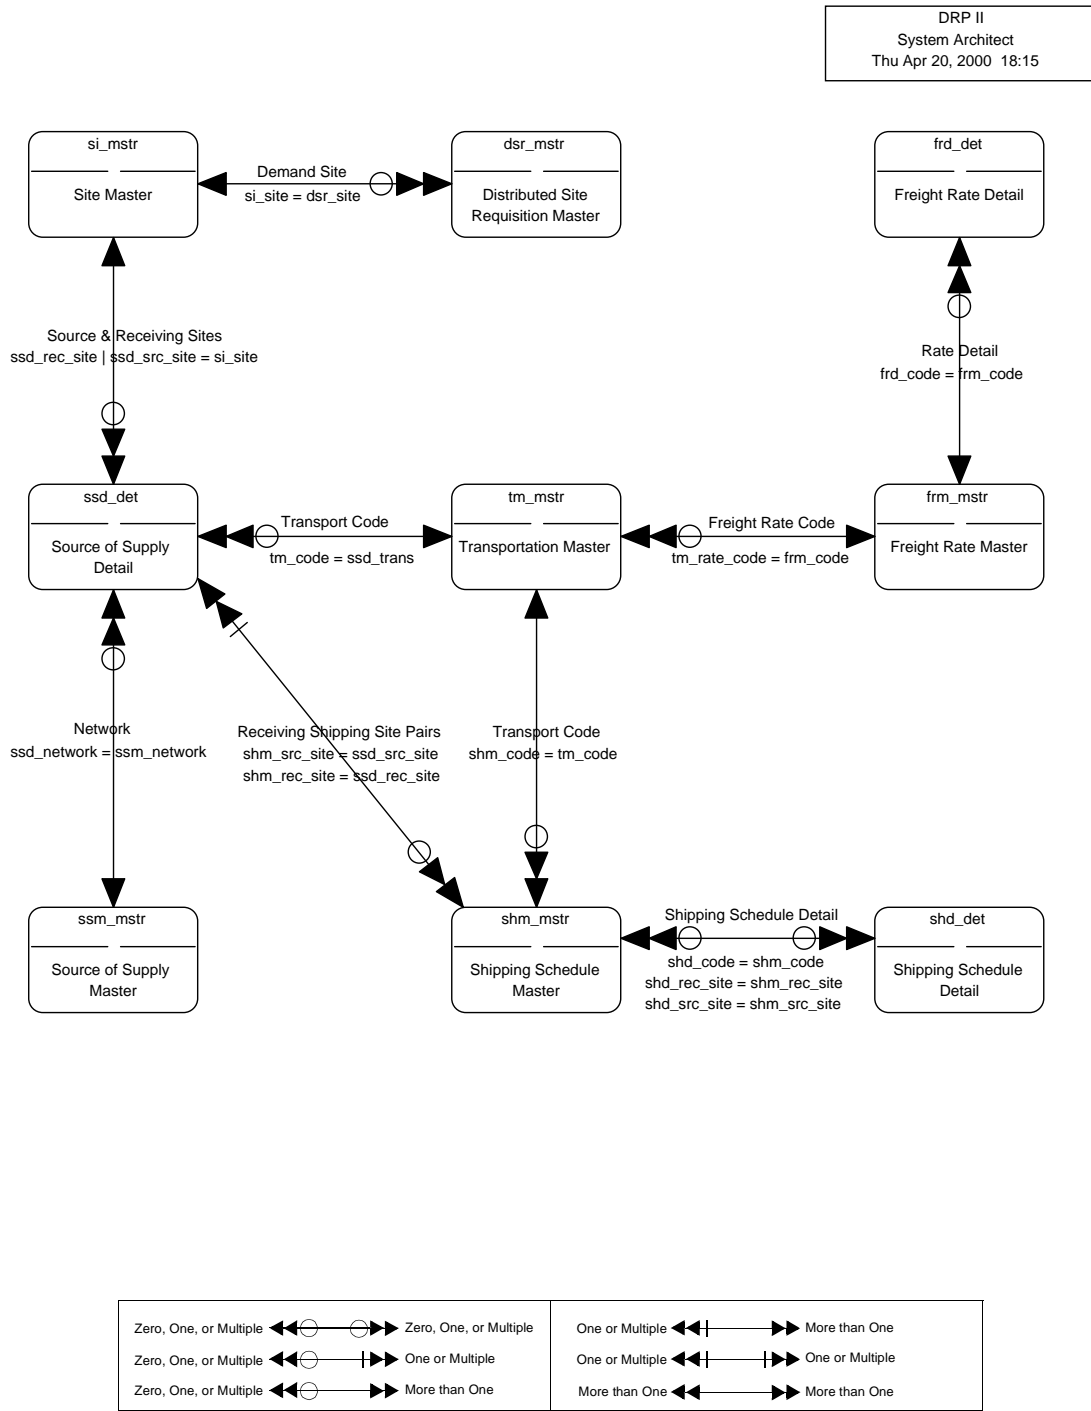 DRP II
System Architect
Thu Apr 20, 2000  18:15
si_mstr
Site Master
Demand Site
si_site = dsr_site
dsr_mstr
Distributed Site
Requisition Master
frd_det
Freight Rate Detail
Source & Receiving Sites
ssd_rec_site | ssd_src_site = si_site
Rate Detail
frd_code = frm_code
ssd_det
Source of Supply
Detail
Transport Code
tm_code = ssd_trans
tm_mstr
Transportation Master
Freight Rate Code
tm_rate_code = frm_code
frm_mstr
Freight Rate Master
Network
ssd_network = ssm_network
Receiving Shipping Site Pairs
shm_src_site = ssd_src_site
shm_rec_site = ssd_rec_site
Transport Code
shm_code = tm_code
ssm_mstr
Source of Supply
Master
shm_mstr
Shipping Schedule
Master
Shipping Schedule Detail
shd_code = shm_code
shd_rec_site = shm_rec_site
shd_src_site = shm_src_site
shd_det
Shipping Schedule
Detail
Zero, One, or Multiple
Zero, One, or Multiple
Zero, One, or Multiple
One or Multiple
Zero, One, or Multiple
More than One
One or Multiple
More than One
One or Multiple
One or Multiple
More than One
More than One